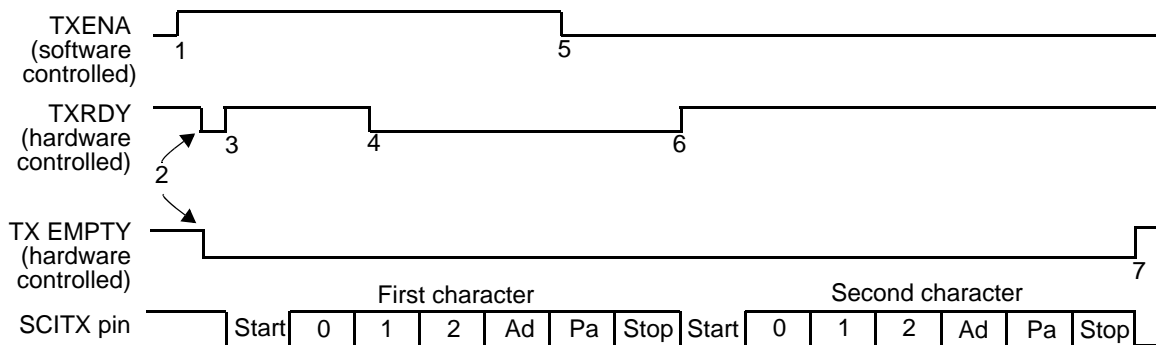 TXENA
(software
controlled)
1
5
TXRDY
(hardware
controlled)
3
4
6
2
TX EMPTY
(hardware
controlled)
7
First character
Second character
SCITX pin
Start 0 1 2 Ad Pa Stop Start 0 1 2 Ad Pa Stop